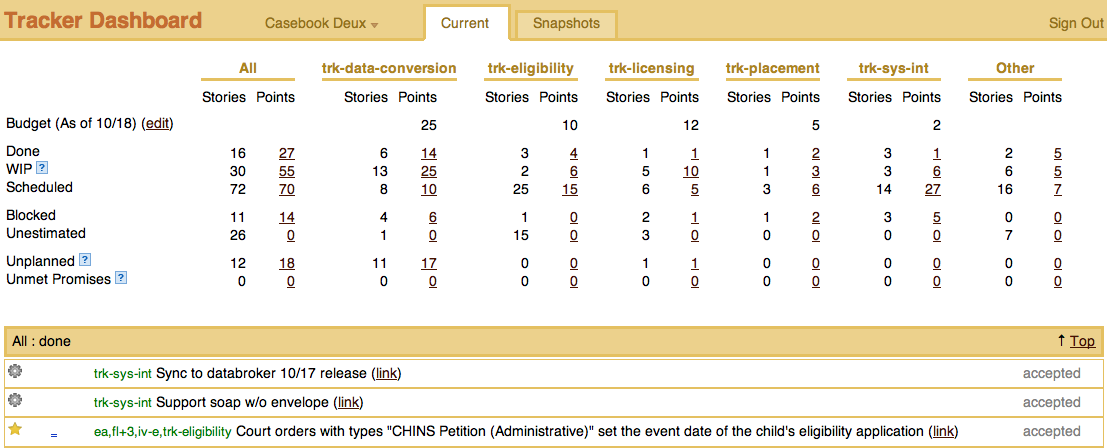 Tracker Dashboard Casebook Deux Current Snapshots Sign Out
All trk-data-conversion trk-eligibility trk-licensing trk-placement trk-sys-int Other
Stories Points Stories Points Stories Points Stories Points Stories Points Stories Points Stories Points
Budget (As of 10/18) (edit) 25 10 12 5 2
Done 16 27 6 14 3 4 1 1 1 2 3 1 2 5
WIP ? 30 55 13 25 2 6 5 10 1 3 3 6 6 5
Scheduled 72 70 8 10 25 15 6 5 3 6 14 27 16 7
Blocked 11 14 4 6 1 0 2 1 1 2 3 5 0 0
Unestimated 26 0 1 0 15 0 3 0 0 0 0 0 7 0
Unplanned ? 12 18 11 17 0 0 1 1 0 0 0 0 0 0
Unmet Promises ? 0 0 0 0 0 0 0 0 0 0 0 0 0 0
All : done ↑ Top
trk-sys-int Sync to databroker 10/17 release (link) accepted
trk-sys-int Support soap w/o envelope (link) accepted
ea,fl+3,iv-e,trk-eligibility Court orders with types "CHINS Petition (Administrative)" set the event date of the child's eligibility application (link) accepted